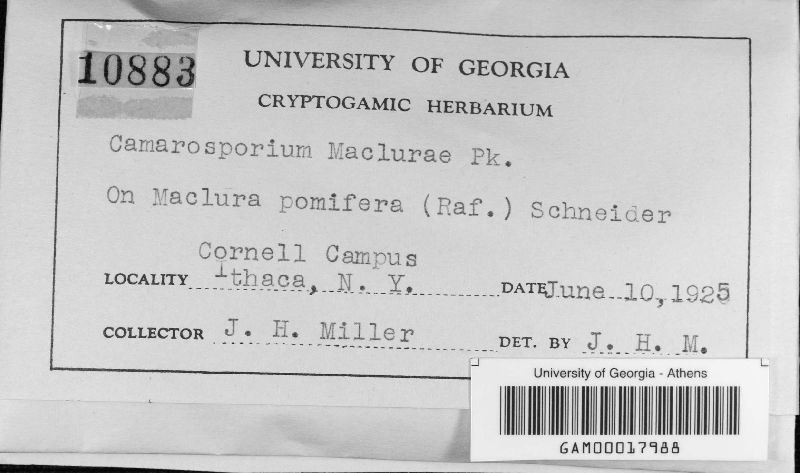 10883
UNIVERSITY OF GEORGIA
CRYPTOGAMIC HERBARIUM
Camarosporium Maclurae Pk.
On Maclura pomifera (Raf.) Schneider
Cornell Campus
LOCALITY Ithaca, N. Y. DATE June 10, 1925
COLLECTOR J. H. Miller DET. BY J. H. M.
University of Georgia - Athens
GAM00017988